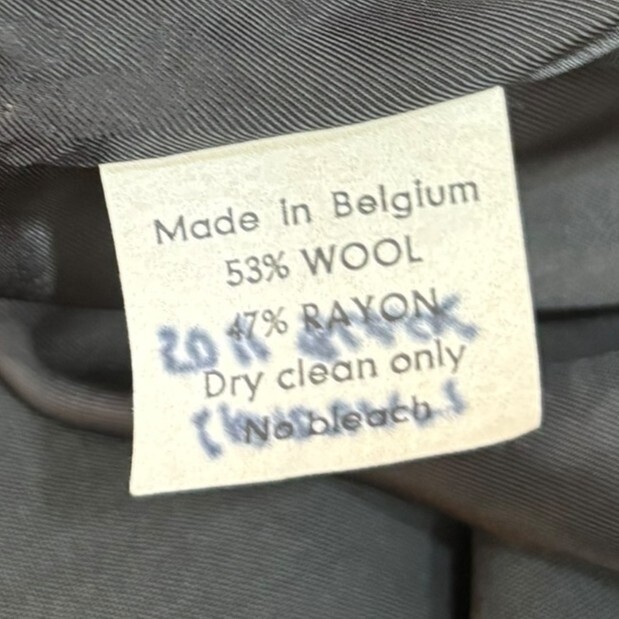 Made in Belgium
53% WOOL
47% RAYON
Dry clean only
No bleach